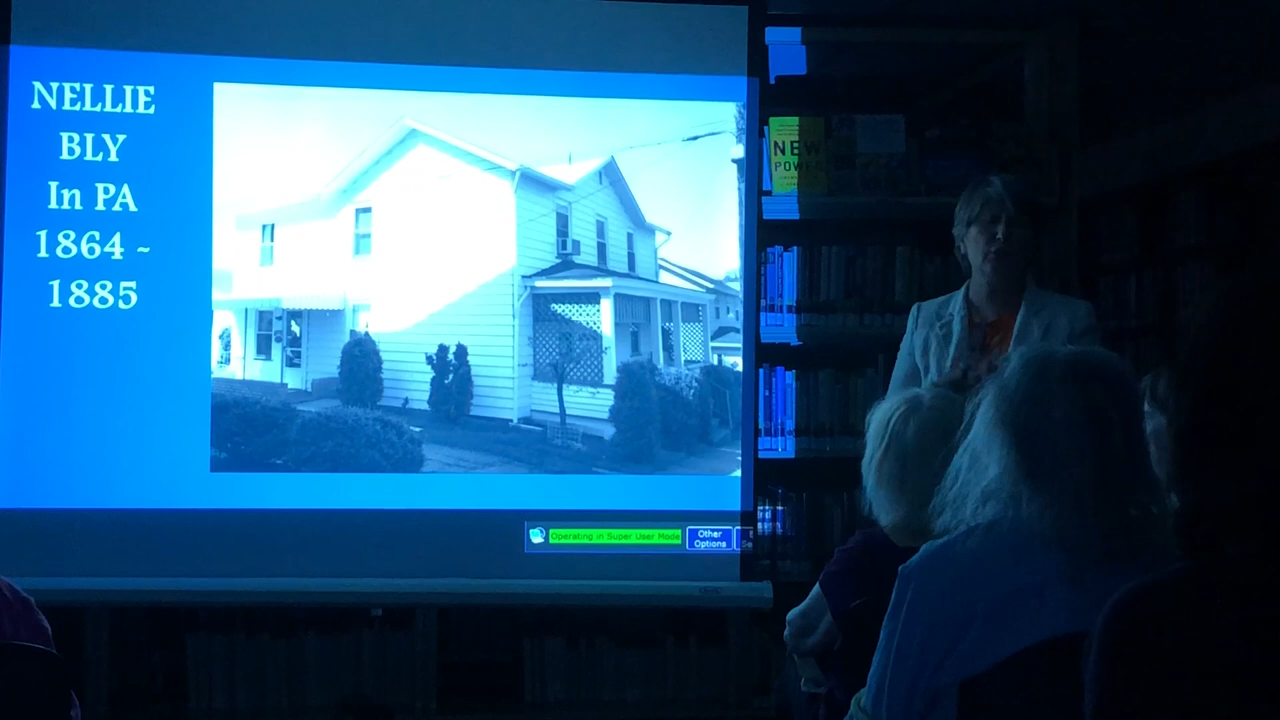 NELLIE
BLY
In PA
1864 -
1885
NEW
POWER
Operating in Super User Mode
Other
Options